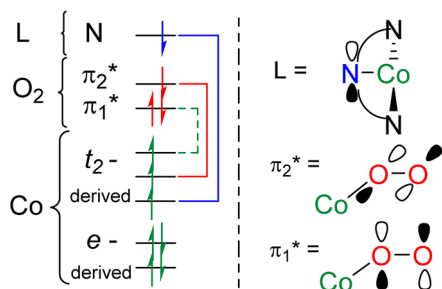 L { N
O₂ { π₂*
π₁*
Co { t₂-
derived
e -
derived
L = N
N Co
N
π₂* =
O O
Co
π₁* =
O O
Co